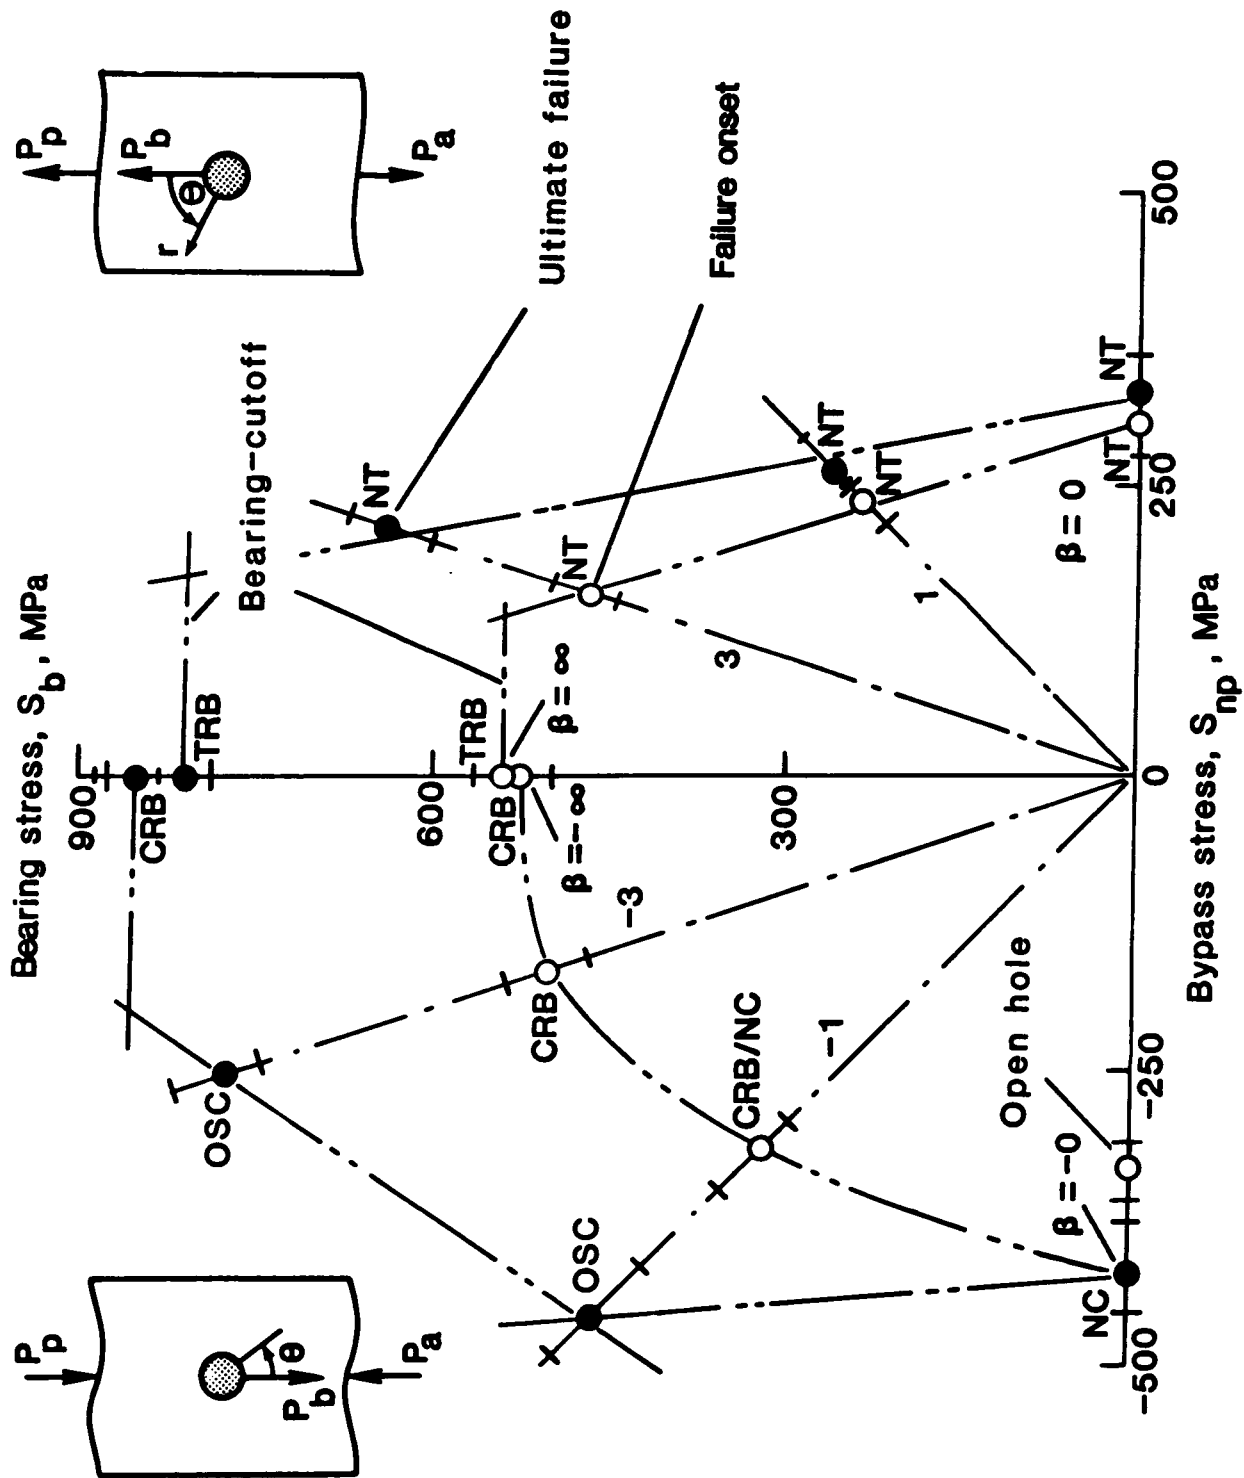 Bearing stress, S_b, MPa
P_p
P_b
θ
P_a
P_p
P_b
Θ
r
P_a
900
600
300
0
CRB
TRB
Bearing-cutoff
Ultimate failure
Failure onset
OSC
NT
TRB
CRB
β = ∞
β = -∞
NT
CRB
-3
3
OSC
CRB/NC
-1
1
NT
NT
Open hole
β = -0
β = 0
NC
NT
NT
-500
-250
250
500
Bypass stress, S_np, MPa